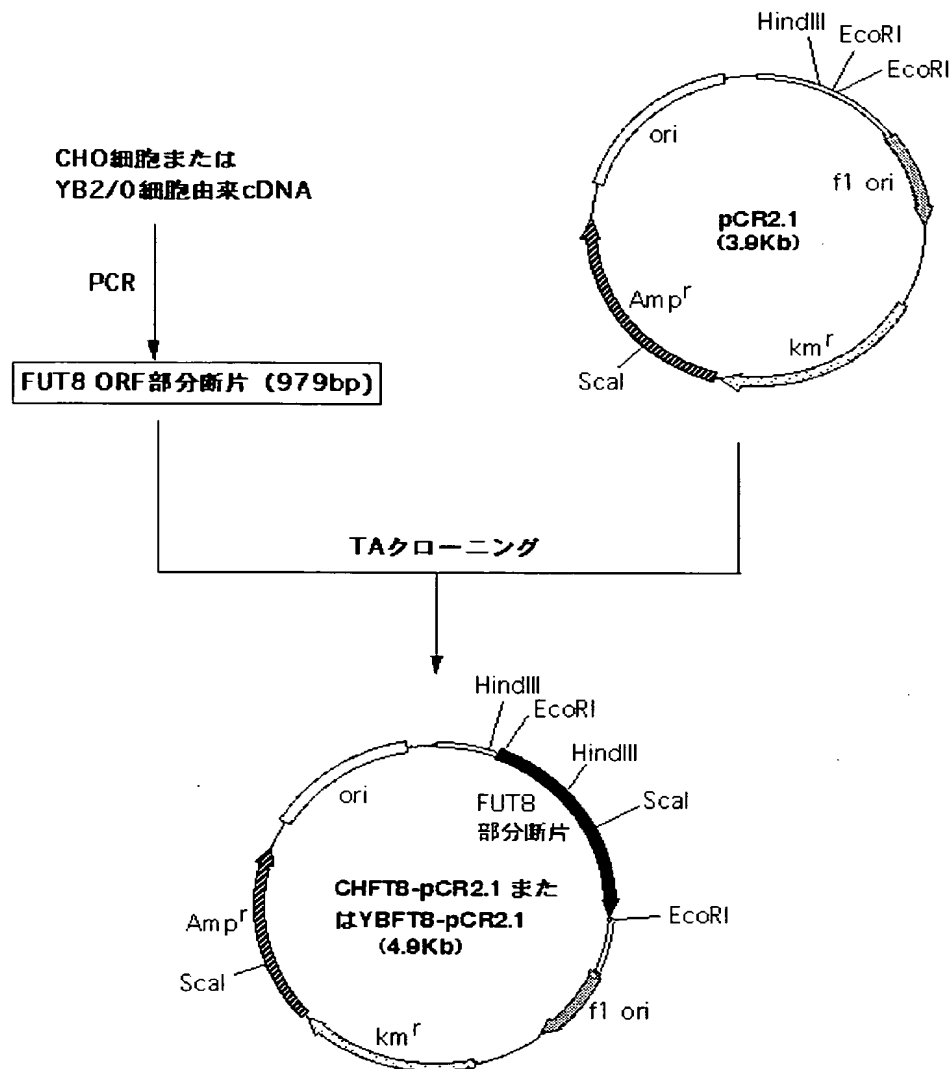 HindIII
EcoRI
EcoRI
ori
CHO細胞または
YB2/0細胞由来cDNA
f1 ori
pCR2.1
(3.9Kb)
PCR
Ampr
kmr
ScaI
FUT8 ORF部分断片 (979bp)
TAクローニング
HindIII
EcoRI
HindIII
ori
FUT8
部分断片
ScaI
CHFT8-pCR2.1 また
はYBFT8-pCR2.1
(4.9Kb)
EcoRI
Ampr
ScaI
f1 ori
kmr